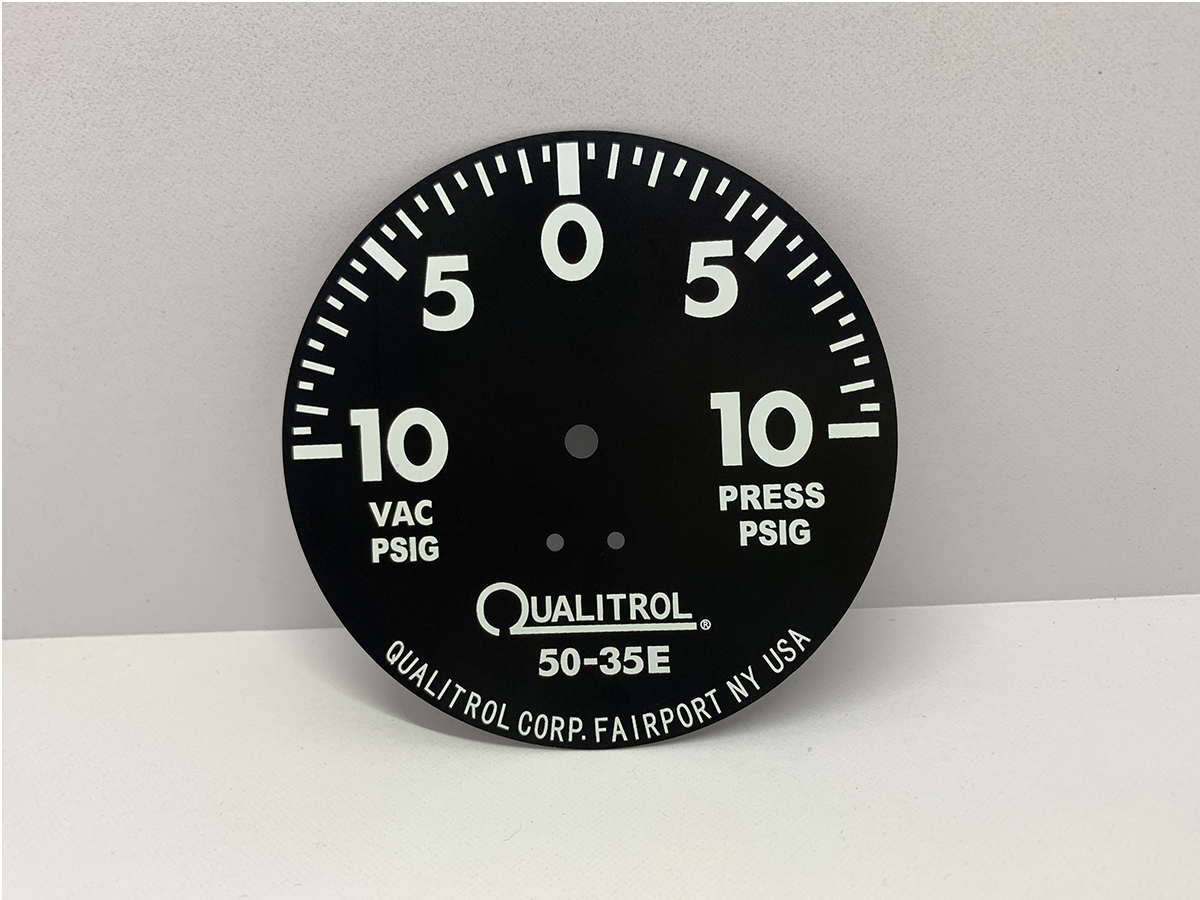 0
5 5
10 10
VAC PRESS
PSIG PSIG
QUALITROL®
50-35E
QUALITROL CORP. FAIRPORT NY USA